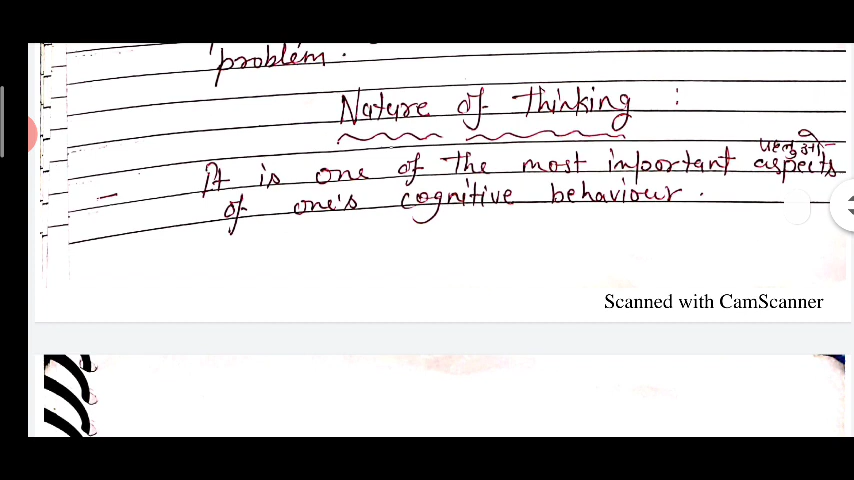 problem.
Nature of Thinking :
पहलुओं
- It is one of the most important aspects
of one's cognitive behaviour.
Scanned with CamScanner